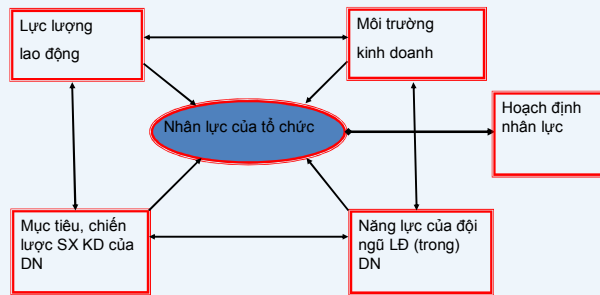 Lực lượng
lao động
Môi trường
kinh doanh
Nhân lực của tổ chức
Hoạch định
nhân lực
Mục tiêu, chiến
lược SX KD của
DN
Năng lực của đội
ngũ LĐ (trong)
DN